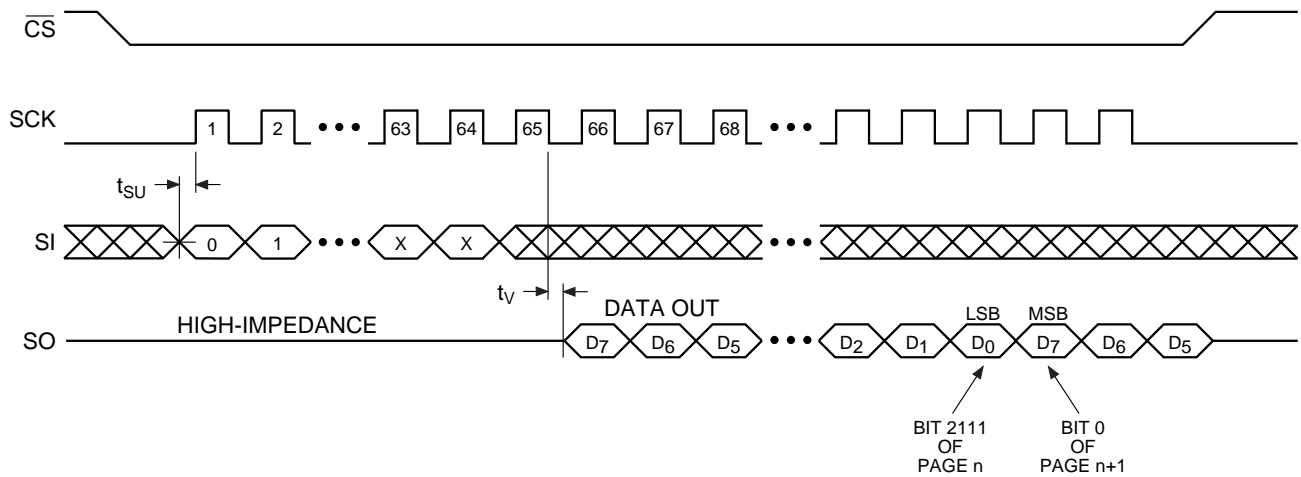 CS
SCK
1 2 ••• 63 64 65 66 67 68 •••
tSU
SI
0 1 ••• X X •••
tV
DATA OUT
HIGH-IMPEDANCE
LSB MSB
SO
D7 D6 D5 ••• D2 D1 D0 D7 D6 D5
BIT 2111
OF
PAGE n
BIT 0
OF
PAGE n+1